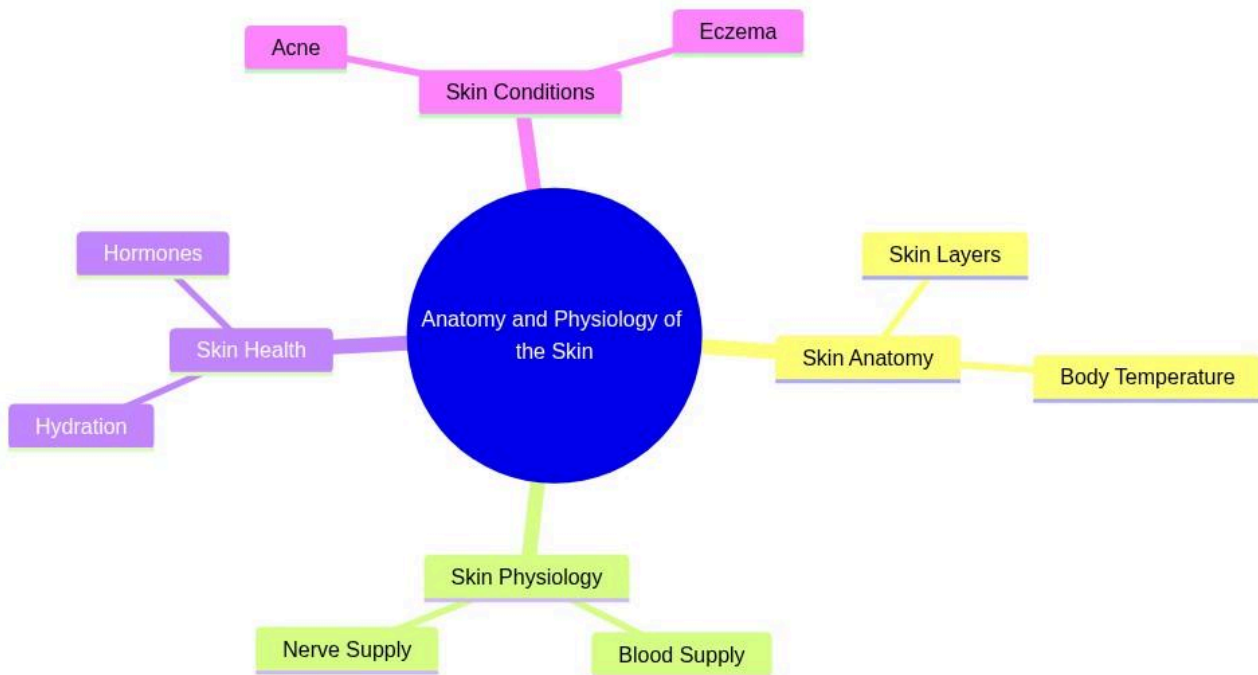 Acne
Eczema
Skin Conditions
Hormones
Skin Layers
Anatomy and Physiology of
the Skin
Skin Health
Skin Anatomy
Body Temperature
Hydration
Skin Physiology
Nerve Supply
Blood Supply